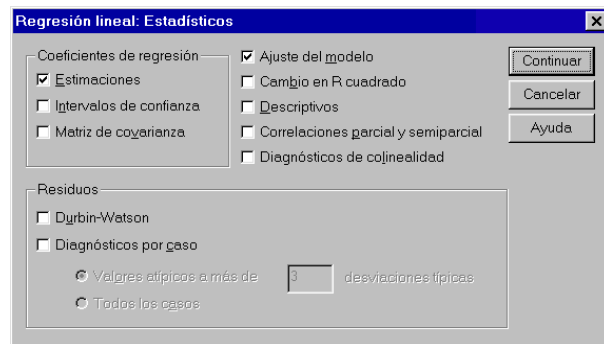 Regresión lineal: Estadísticos
Coeficientes de regresión
Estimaciones
Intervalos de confianza
Matriz de covarianza
Ajuste del modelo
Cambio en R cuadrado
Descriptivos
Correlaciones parcial y semiparcial
Diagnósticos de colinealidad
Continuar
Cancelar
Ayuda
Residuos
Durbin-Watson
Diagnósticos por caso
Valores atípicos a más de 3 desviaciones típicas
Todos los casos